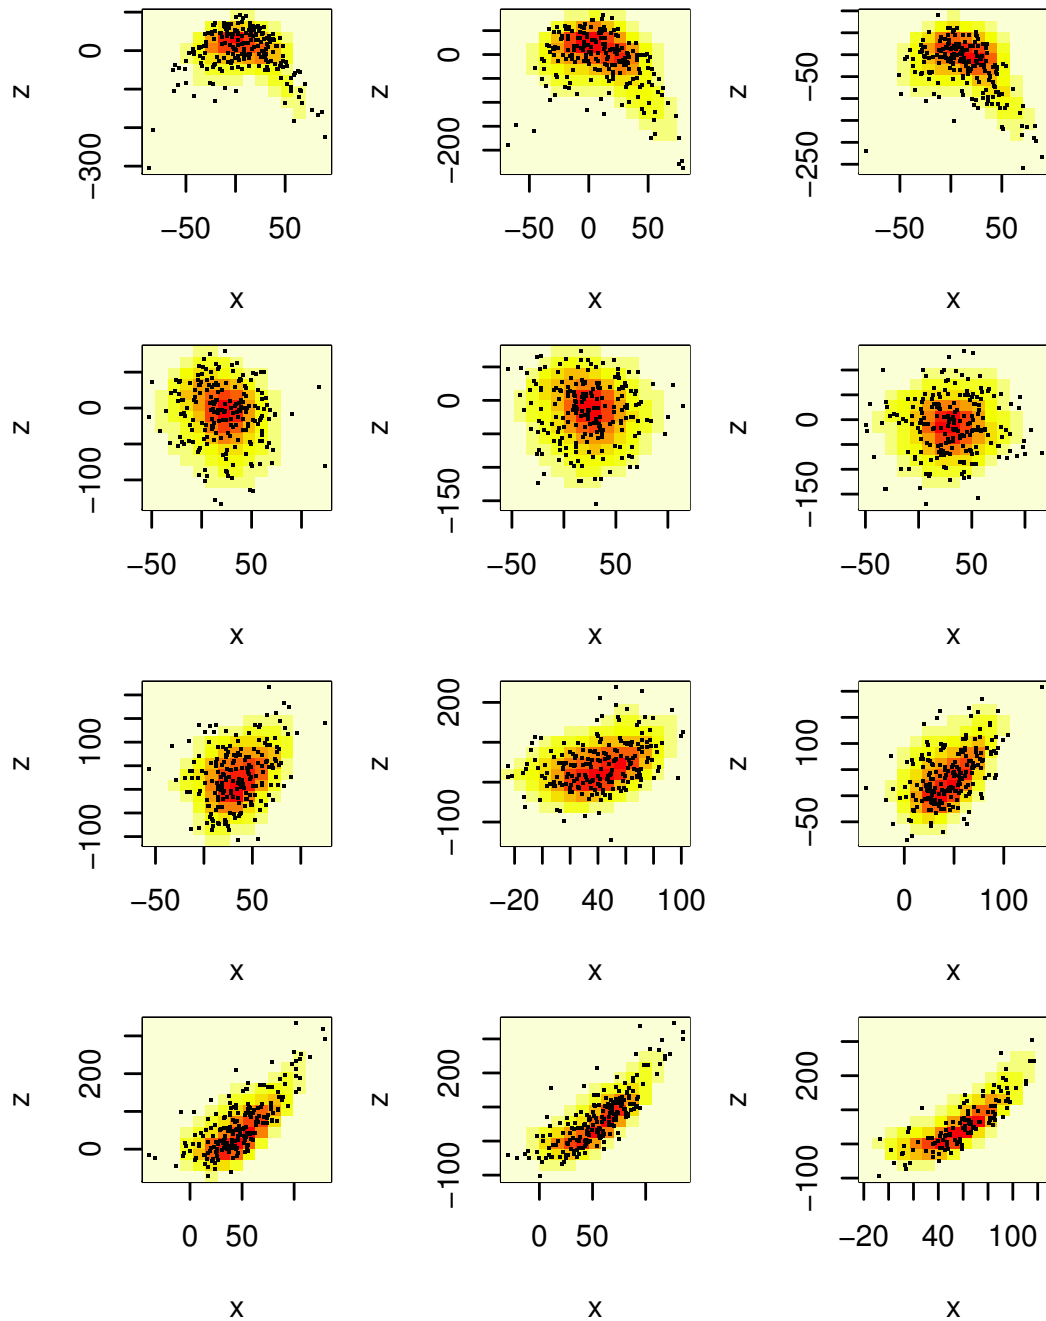 z −300 0 z −200 0 z −250 −50
−50 50 −50 0 50 −50 50
x x x
z −100 0 z −150 0 z −150 0
−50 50 −50 50 −50 50
x x x
z −100 100 z −100 200 z −50 100
−50 50 −20 40 100 0 100
x x x
z 0 200 z −100 200 z −100 200
0 50 0 50 −20 40 100
x x x